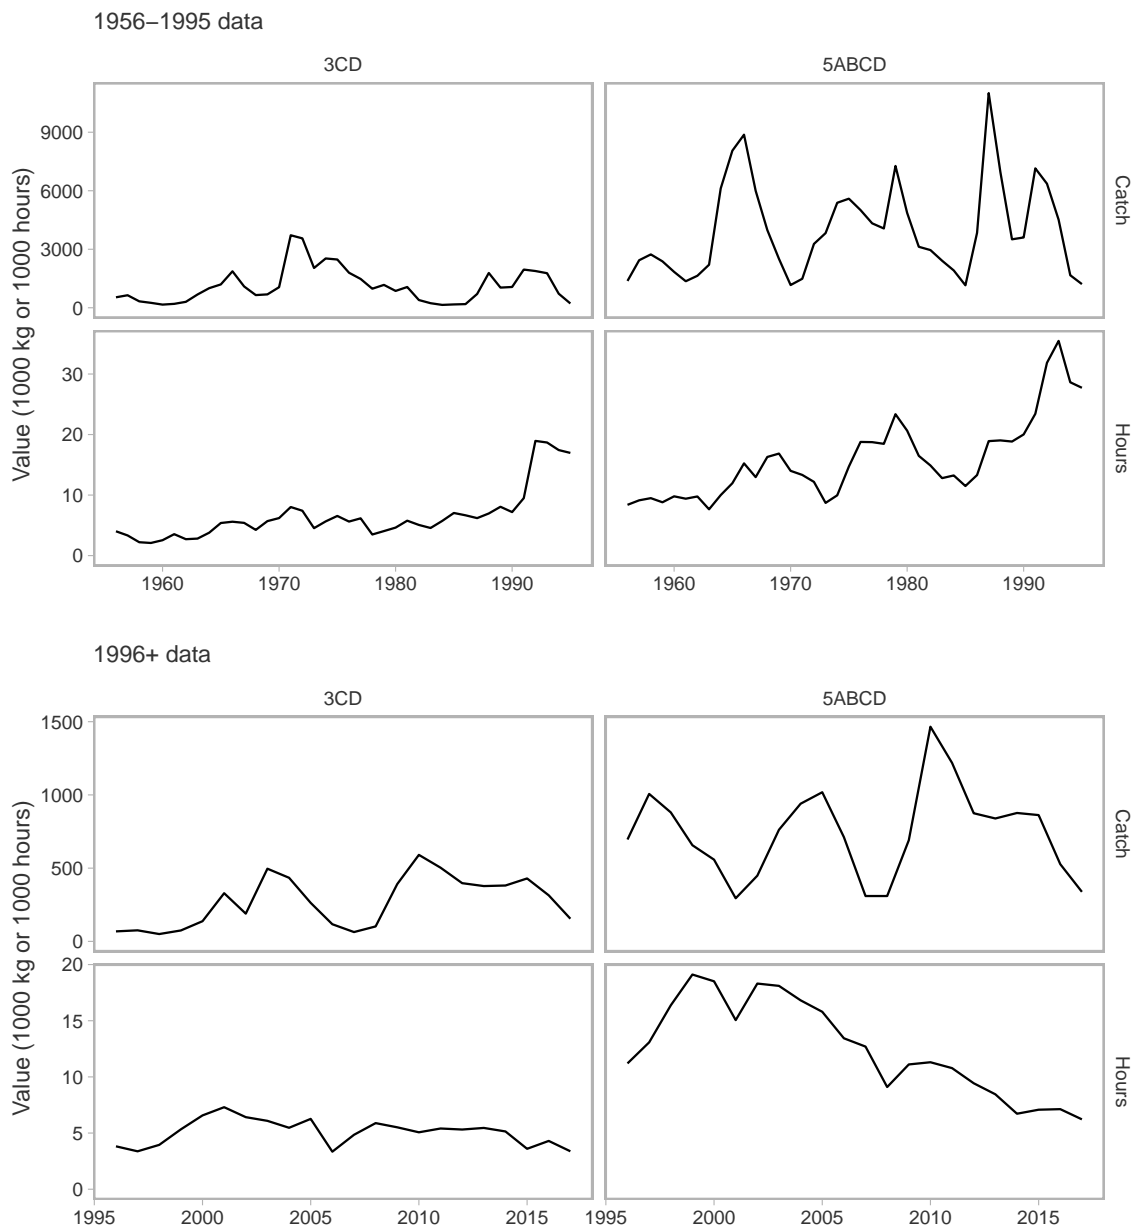 1956–1995 data
3CD 5ABCD
9000
6000
3000
0
Catch
30
20
10
0
Hours
Value (1000 kg or 1000 hours)
1960 1970 1980 1990 1960 1970 1980 1990
1996+ data
3CD 5ABCD
1500
1000
500
0
Catch
20
15
10
5
0
Hours
Value (1000 kg or 1000 hours)
1995 2000 2005 2010 2015 1995 2000 2005 2010 2015